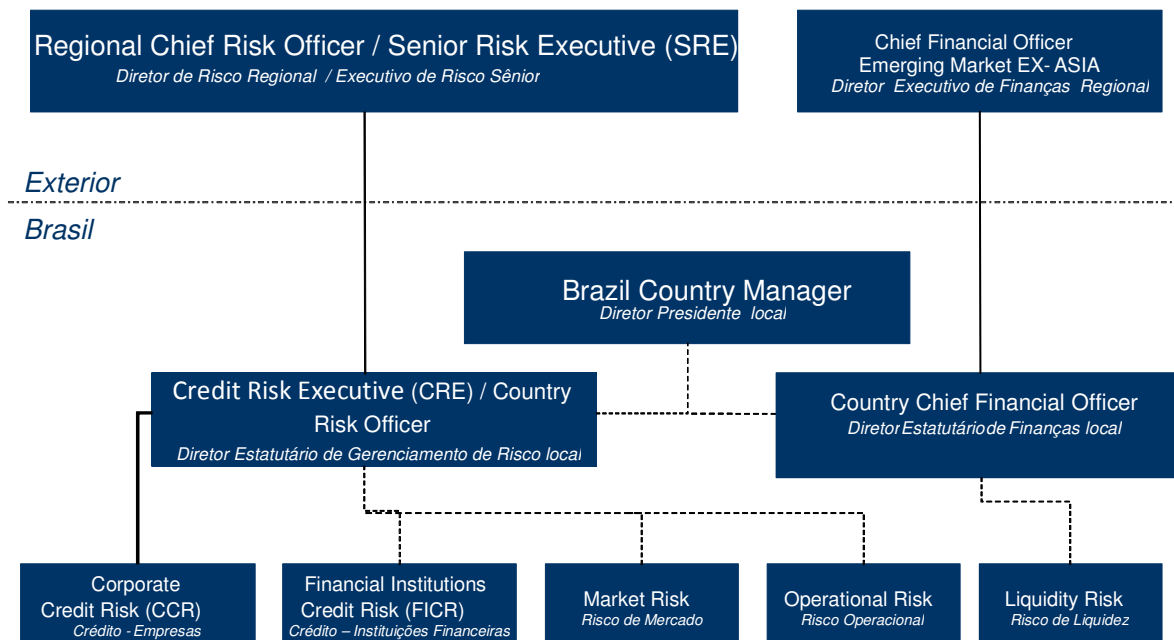 Regional Chief Risk Officer / Senior Risk Executive (SRE)
Diretor de Risco Regional / Executivo de Risco Sênior
Chief Financial Officer
Emerging Market EX- ASIA
Diretor Executivo de Finanças Regional
Exterior
Brasil
Brazil Country Manager
Diretor Presidente local
Credit Risk Executive (CRE) / Country
Risk Officer
Diretor Estatutário de Gerenciamento de Risco local
Country Chief Financial Officer
Diretor Estatutário de Finanças local
Corporate
Credit Risk (CCR)
Crédito - Empresas
Financial Institutions
Credit Risk (FICR)
Crédito – Instituições Financeiras
Market Risk
Risco de Mercado
Operational Risk
Risco Operacional
Liquidity Risk
Risco de Liquidez